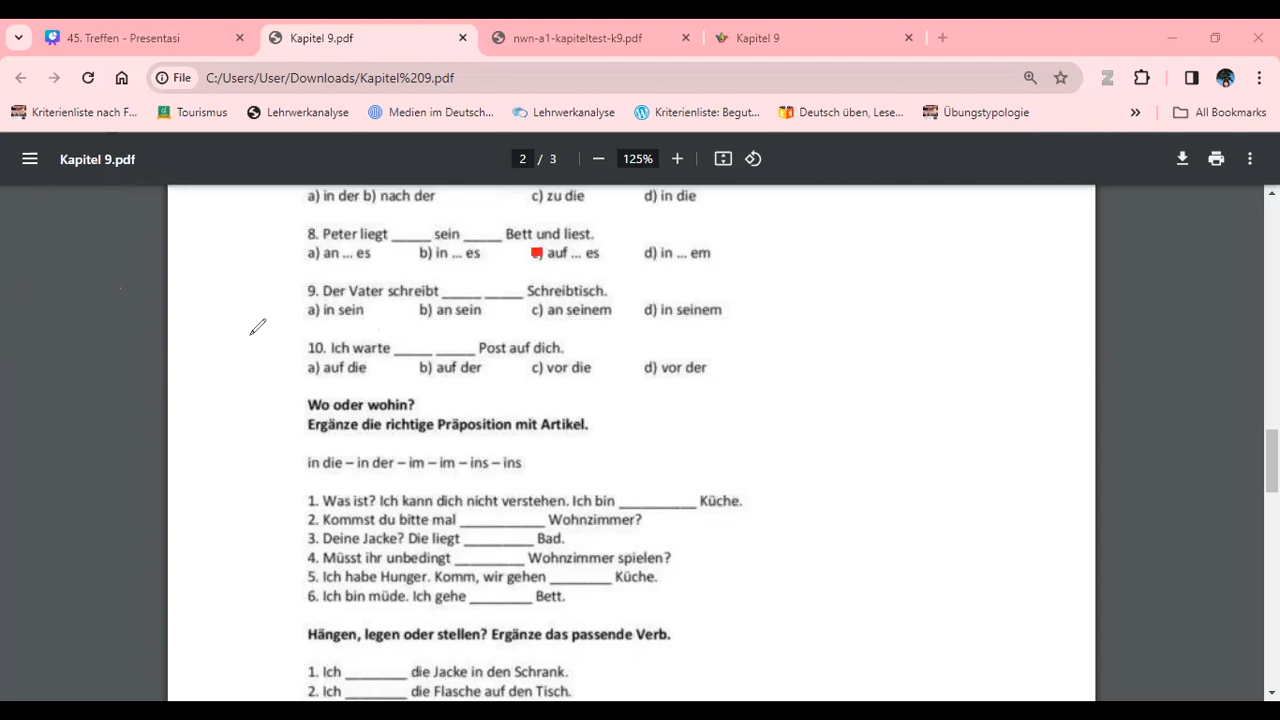 45. Treffen - Presentasi
Kapitel 9.pdf
nwn-a1-kapiteltest-k9.pdf
Kapitel 9
File
C:/Users/User/Downloads/Kapitel%209.pdf
Kriterienliste nach F...
Tourismus
Lehrwerkanalyse
Medien im Deutsch...
Lehrwerkanalyse
Kriterienliste: Begut...
Deutsch üben, Lese...
Übungstypologie
All Bookmarks
Kapitel 9.pdf
2 / 3
125%
a) in der b) nach der c) zu die d) in die
8. Peter liegt _____ sein _____ Bett und liest.
a) an ... es b) in ... es ) auf ... es d) in ... em
9. Der Vater schreibt _____ _____ Schreibtisch.
a) in sein b) an sein c) an seinem d) in seinem
10. Ich warte _____ _____ Post auf dich.
a) auf die b) auf der c) vor die d) vor der
Wo oder wohin?
Ergänze die richtige Präposition mit Artikel.
in die – in der – im – im – ins – ins
1. Was ist? Ich kann dich nicht verstehen. Ich bin __________ Küche.
2. Kommst du bitte mal ___________ Wohnzimmer?
3. Deine Jacke? Die liegt _________ Bad.
4. Müsst ihr unbedingt _________ Wohnzimmer spielen?
5. Ich habe Hunger. Komm, wir gehen ________ Küche.
6. Ich bin müde. Ich gehe ________ Bett.
Hängen, legen oder stellen? Ergänze das passende Verb.
1. Ich ________ die Jacke in den Schrank.
2. Ich ________ die Flasche auf den Tisch.